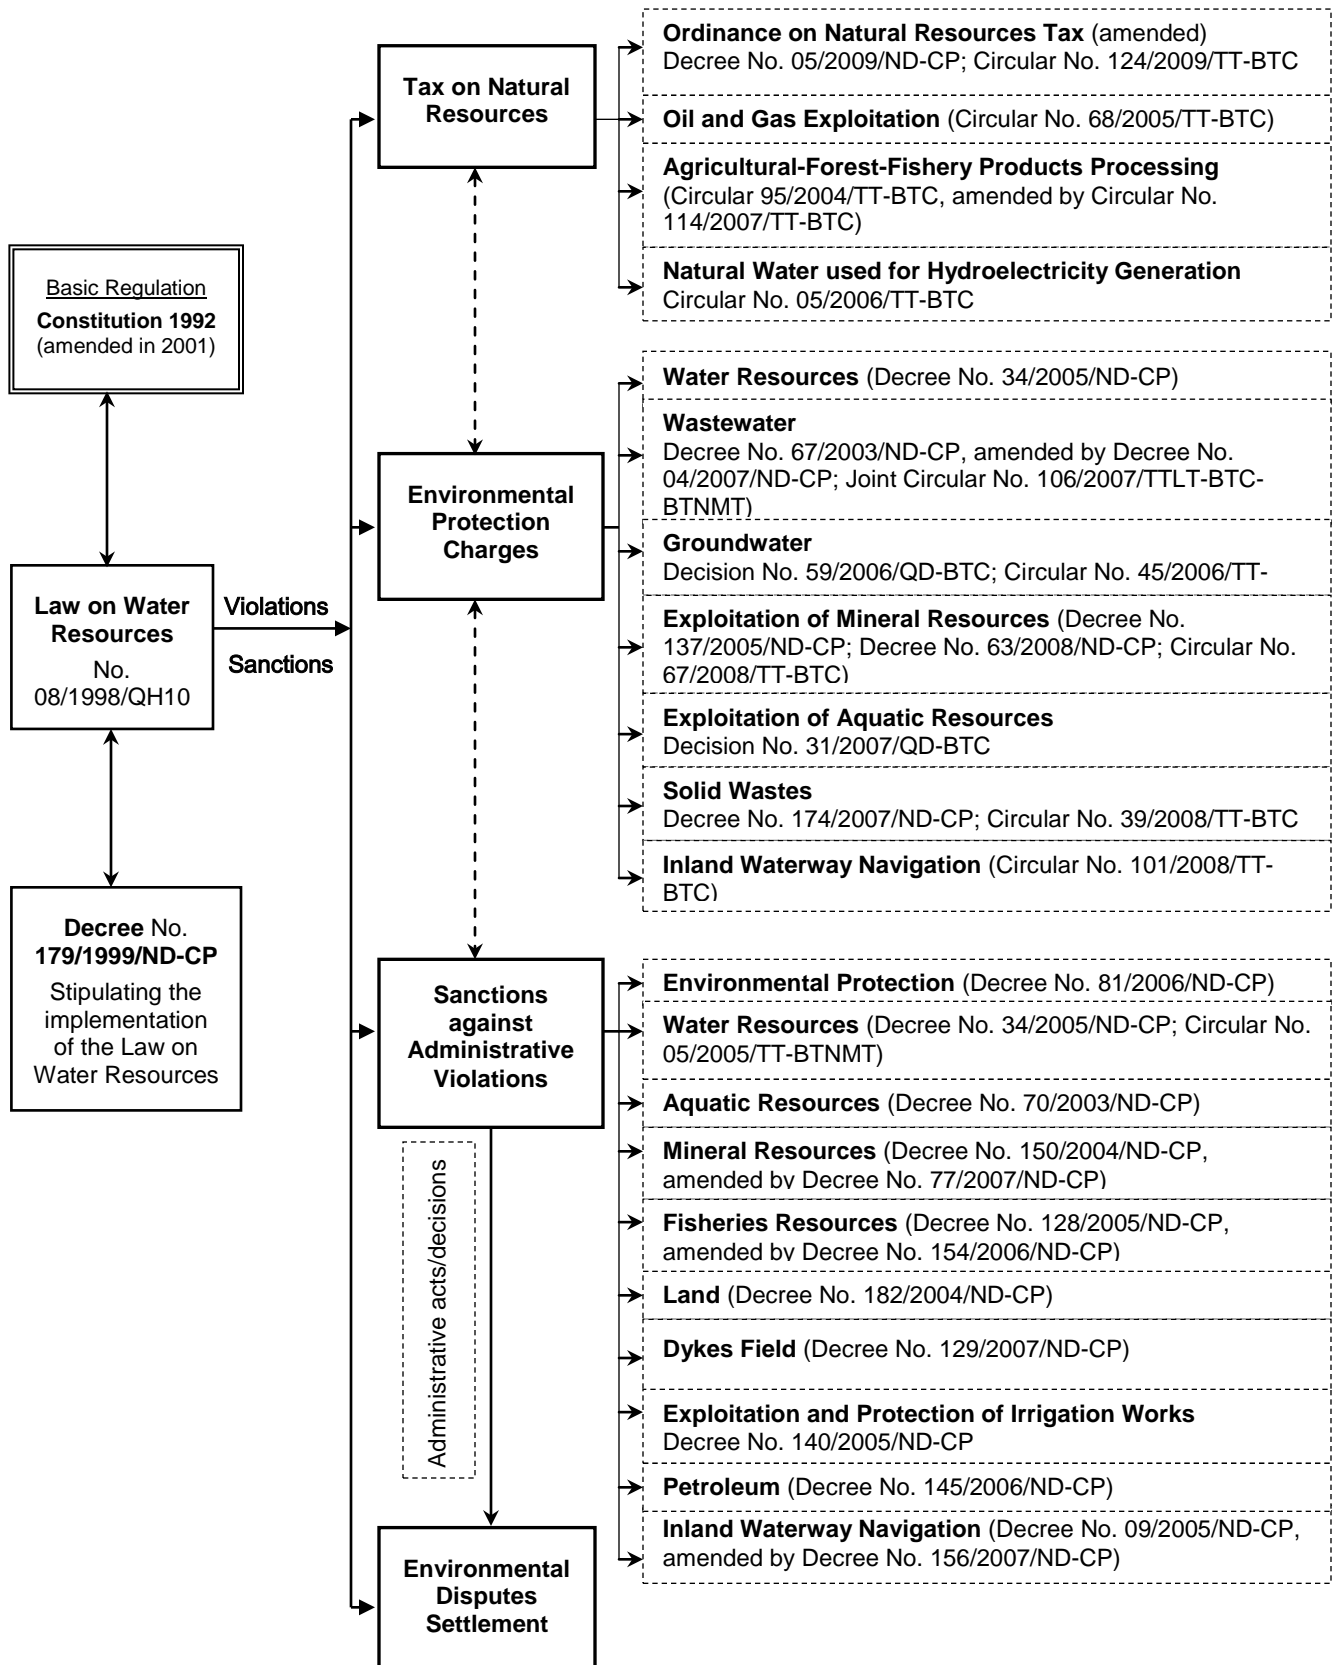 Basic Regulation
Constitution 1992
(amended in 2001)
Law on Water
Resources
No.
08/1998/QH10
Decree No.
179/1999/ND-CP
Stipulating the
implementation
of the Law on
Water Resources
Violations
Sanctions
Tax on Natural
Resources
Environmental
Protection
Charges
Sanctions
against
Administrative
Violations
Administrative acts/decisions
Environmental
Disputes
Settlement
Ordinance on Natural Resources Tax (amended)
Decree No. 05/2009/ND-CP; Circular No. 124/2009/TT-BTC
Oil and Gas Exploitation (Circular No. 68/2005/TT-BTC)
Agricultural-Forest-Fishery Products Processing
(Circular 95/2004/TT-BTC, amended by Circular No.
114/2007/TT-BTC)
Natural Water used for Hydroelectricity Generation
Circular No. 05/2006/TT-BTC
Water Resources (Decree No. 34/2005/ND-CP)
Wastewater
Decree No. 67/2003/ND-CP, amended by Decree No.
04/2007/ND-CP; Joint Circular No. 106/2007/TTLT-BTC-
BTNMT)
Groundwater
Decision No. 59/2006/QD-BTC; Circular No. 45/2006/TT-
Exploitation of Mineral Resources (Decree No.
137/2005/ND-CP; Decree No. 63/2008/ND-CP; Circular No.
67/2008/TT-BTC)
Exploitation of Aquatic Resources
Decision No. 31/2007/QD-BTC
Solid Wastes
Decree No. 174/2007/ND-CP; Circular No. 39/2008/TT-BTC
Inland Waterway Navigation (Circular No. 101/2008/TT-
BTC)
Environmental Protection (Decree No. 81/2006/ND-CP)
Water Resources (Decree No. 34/2005/ND-CP; Circular No.
05/2005/TT-BTNMT)
Aquatic Resources (Decree No. 70/2003/ND-CP)
Mineral Resources (Decree No. 150/2004/ND-CP,
amended by Decree No. 77/2007/ND-CP)
Fisheries Resources (Decree No. 128/2005/ND-CP,
amended by Decree No. 154/2006/ND-CP)
Land (Decree No. 182/2004/ND-CP)
Dykes Field (Decree No. 129/2007/ND-CP)
Exploitation and Protection of Irrigation Works
Decree No. 140/2005/ND-CP
Petroleum (Decree No. 145/2006/ND-CP)
Inland Waterway Navigation (Decree No. 09/2005/ND-CP,
amended by Decree No. 156/2007/ND-CP)